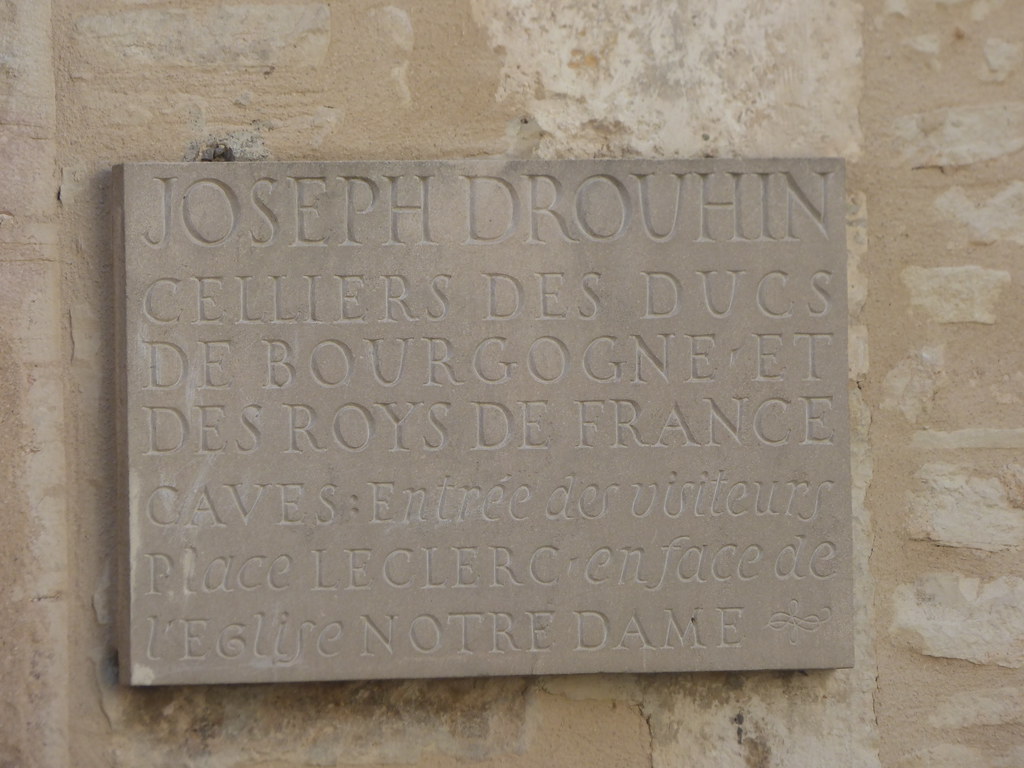 JOSEPH DROUHIN
CELLIERS DES DUCS
DE BOURGOGNE · ET
DES ROYS DE FRANCE
CAVES : Entrée des visiteurs
Place LECLERC · en face de
l'Eglise NOTRE DAME